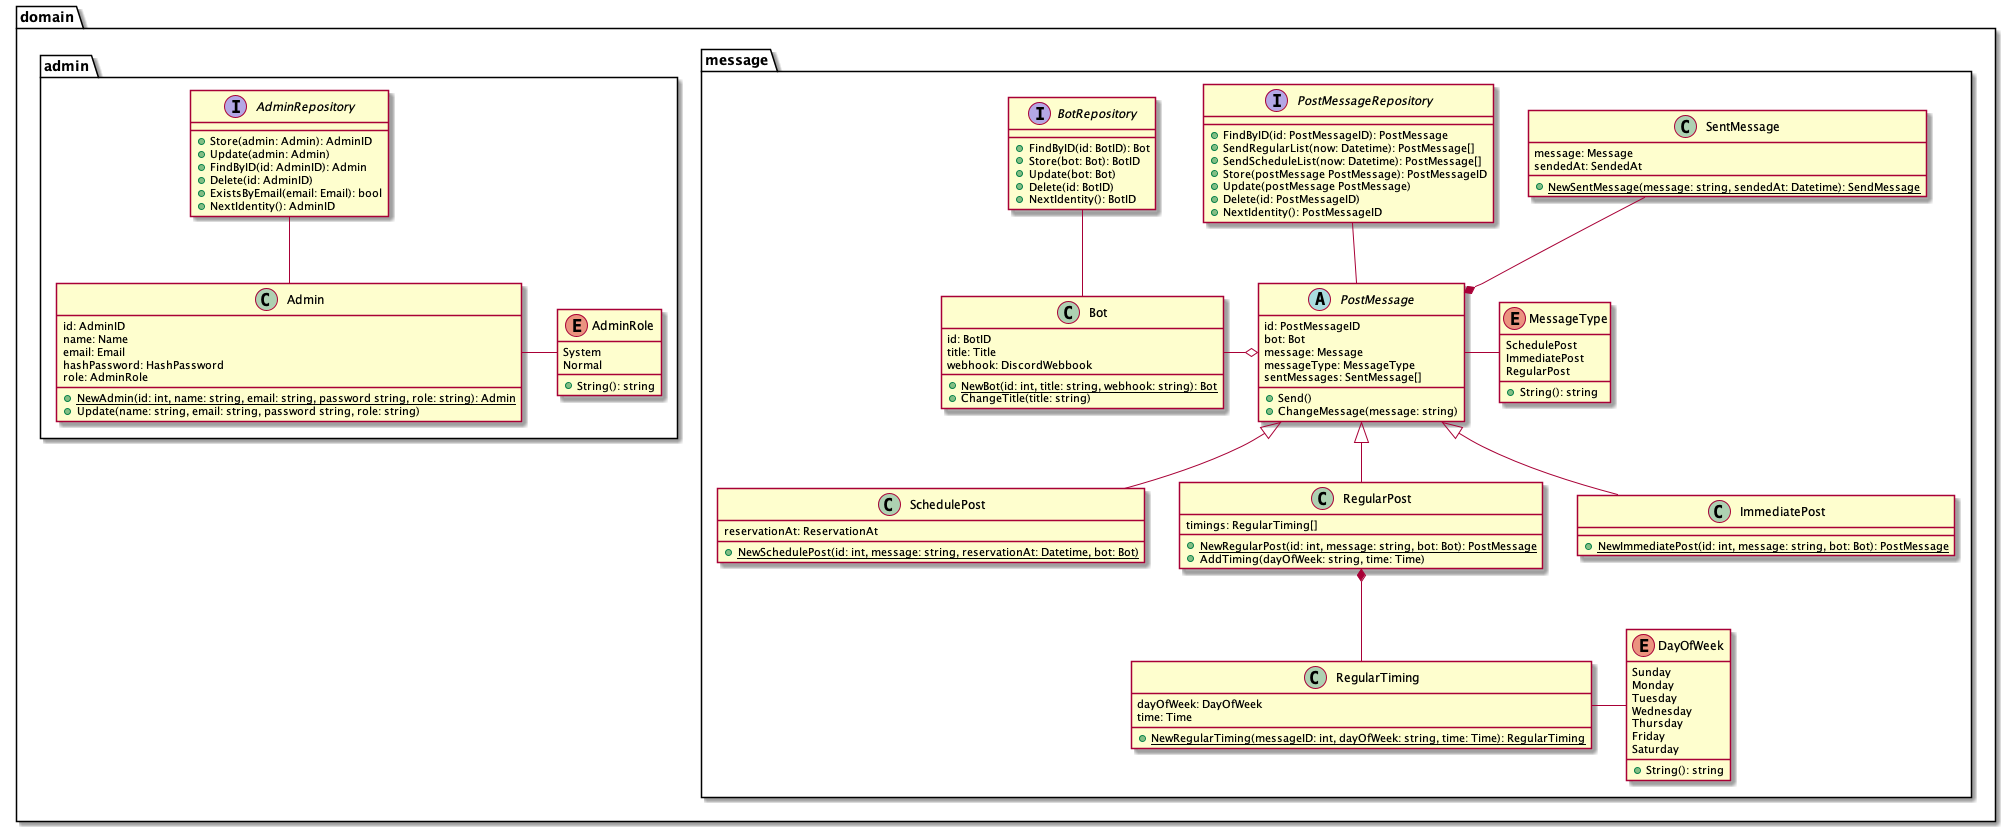 domain
admin
I AdminRepository
Store(admin: Admin): AdminID
Update(admin: Admin)
FindByID(id: AdminID): Admin
Delete(id: AdminID)
ExistsByEmail(email: Email): bool
NextIdentity(): AdminID
C Admin
id: AdminID
name: Name
email: Email
hashPassword: HashPassword
role: AdminRole
NewAdmin(id: int, name: string, email: string, password string, role: string): Admin
Update(name: string, email: string, password string, role: string)
E AdminRole
System
Normal
String(): string
message
I BotRepository
FindByID(id: BotID): Bot
Store(bot: Bot): BotID
Update(bot: Bot)
Delete(id: BotID)
NextIdentity(): BotID
I PostMessageRepository
FindByID(id: PostMessageID): PostMessage
SendRegularList(now: Datetime): PostMessage[]
SendScheduleList(now: Datetime): PostMessage[]
Store(postMessage PostMessage): PostMessageID
Update(postMessage PostMessage)
Delete(id: PostMessageID)
NextIdentity(): PostMessageID
C SentMessage
message: Message
sendedAt: SendedAt
NewSentMessage(message: string, sendedAt: Datetime): SendMessage
C Bot
id: BotID
title: Title
webhook: DiscordWebbook
NewBot(id: int, title: string, webhook: string): Bot
ChangeTitle(title: string)
A PostMessage
id: PostMessageID
bot: Bot
message: Message
messageType: MessageType
sentMessages: SentMessage[]
Send()
ChangeMessage(message: string)
E MessageType
SchedulePost
ImmediatePost
RegularPost
String(): string
C SchedulePost
reservationAt: ReservationAt
NewSchedulePost(id: int, message: string, reservationAt: Datetime, bot: Bot)
C RegularPost
timings: RegularTiming[]
NewRegularPost(id: int, message: string, bot: Bot): PostMessage
AddTiming(dayOfWeek: string, time: Time)
C ImmediatePost
NewImmediatePost(id: int, message: string, bot: Bot): PostMessage
C RegularTiming
dayOfWeek: DayOfWeek
time: Time
NewRegularTiming(messageID: int, dayOfWeek: string, time: Time): RegularTiming
E DayOfWeek
Sunday
Monday
Tuesday
Wednesday
Thursday
Friday
Saturday
String(): string